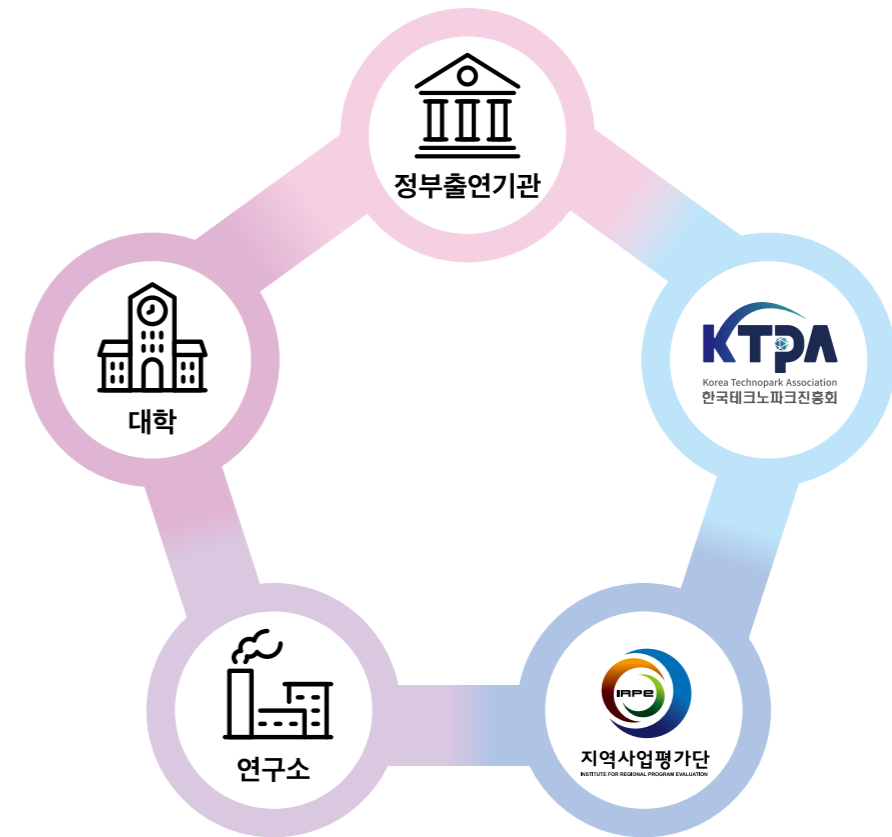 정부출연기관
KTPA
Korea Technopark Association
한국테크노파크진흥회
대학
IRPE
지역사업평가단
INSTITUTE FOR REGIONAL PROGRAM EVALUATION
연구소